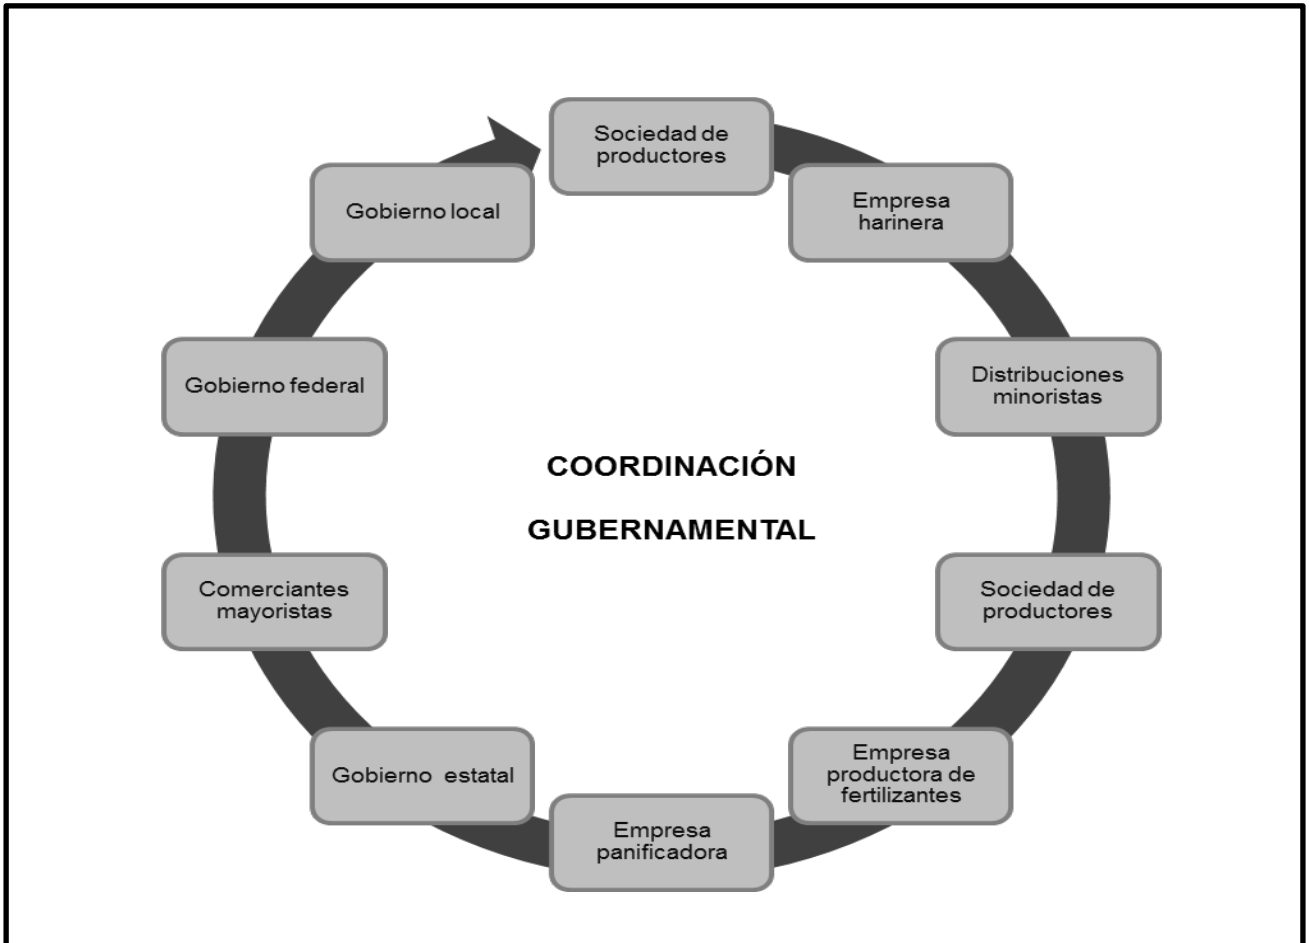 Sociedad de
productores
Empresa
harinera
Distribuciones
minoristas
Sociedad de
productores
Empresa
productora de
fertilizantes
Empresa
panificadora
Gobierno estatal
Comerciantes
mayoristas
Gobierno federal
Gobierno local
COORDINACIÓN
GUBERNAMENTAL